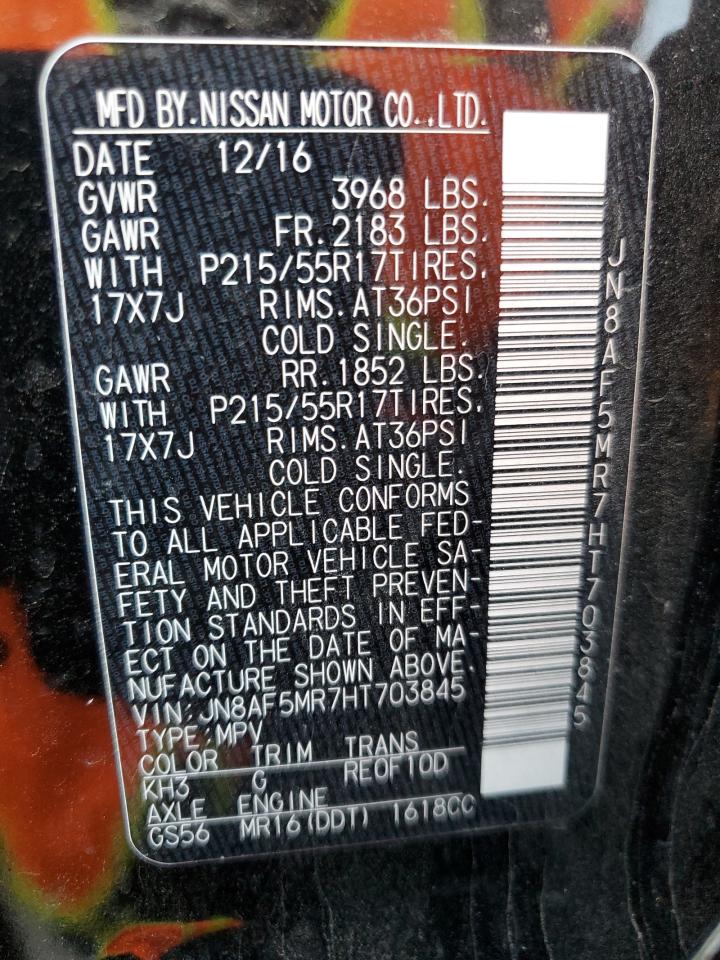 MFD BY.NISSAN MOTOR CO.,LTD.
DATE 12/16
GVWR 3968 LBS.
GAWR FR.2183 LBS.
WITH P215/55R17TIRES.
17X7J RIMS.AT36PSI
COLD SINGLE.
GAWR RR.1852 LBS.
WITH P215/55R17TIRES.
17X7J RIMS.AT36PSI
COLD SINGLE.
THIS VEHICLE CONFORMS
TO ALL APPLICABLE FED-
ERAL MOTOR VEHICLE SA-
FETY AND THEFT PREVEN-
TION STANDARDS IN EFF-
ECT ON THE DATE OF MA-
NUFACTURE SHOWN ABOVE.
VIN:JN8AF5MR7HT703845
TYPE:MPV
COLOR TRIM TRANS
KH3 G RE0F10D
AXLE ENGINE
GS56 MR16(DDT) 1618CC
JN8AF5MR7HT703845